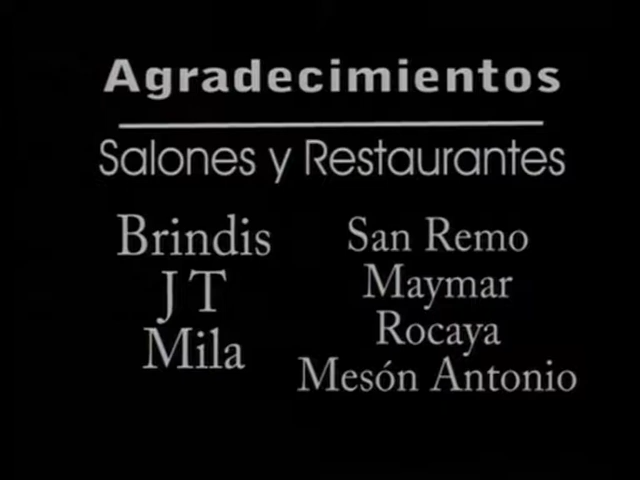 Agradecimientos
Salones y Restaurantes
Brindis
J T
Mila
San Remo
Maymar
Rocaya
Mesón Antonio